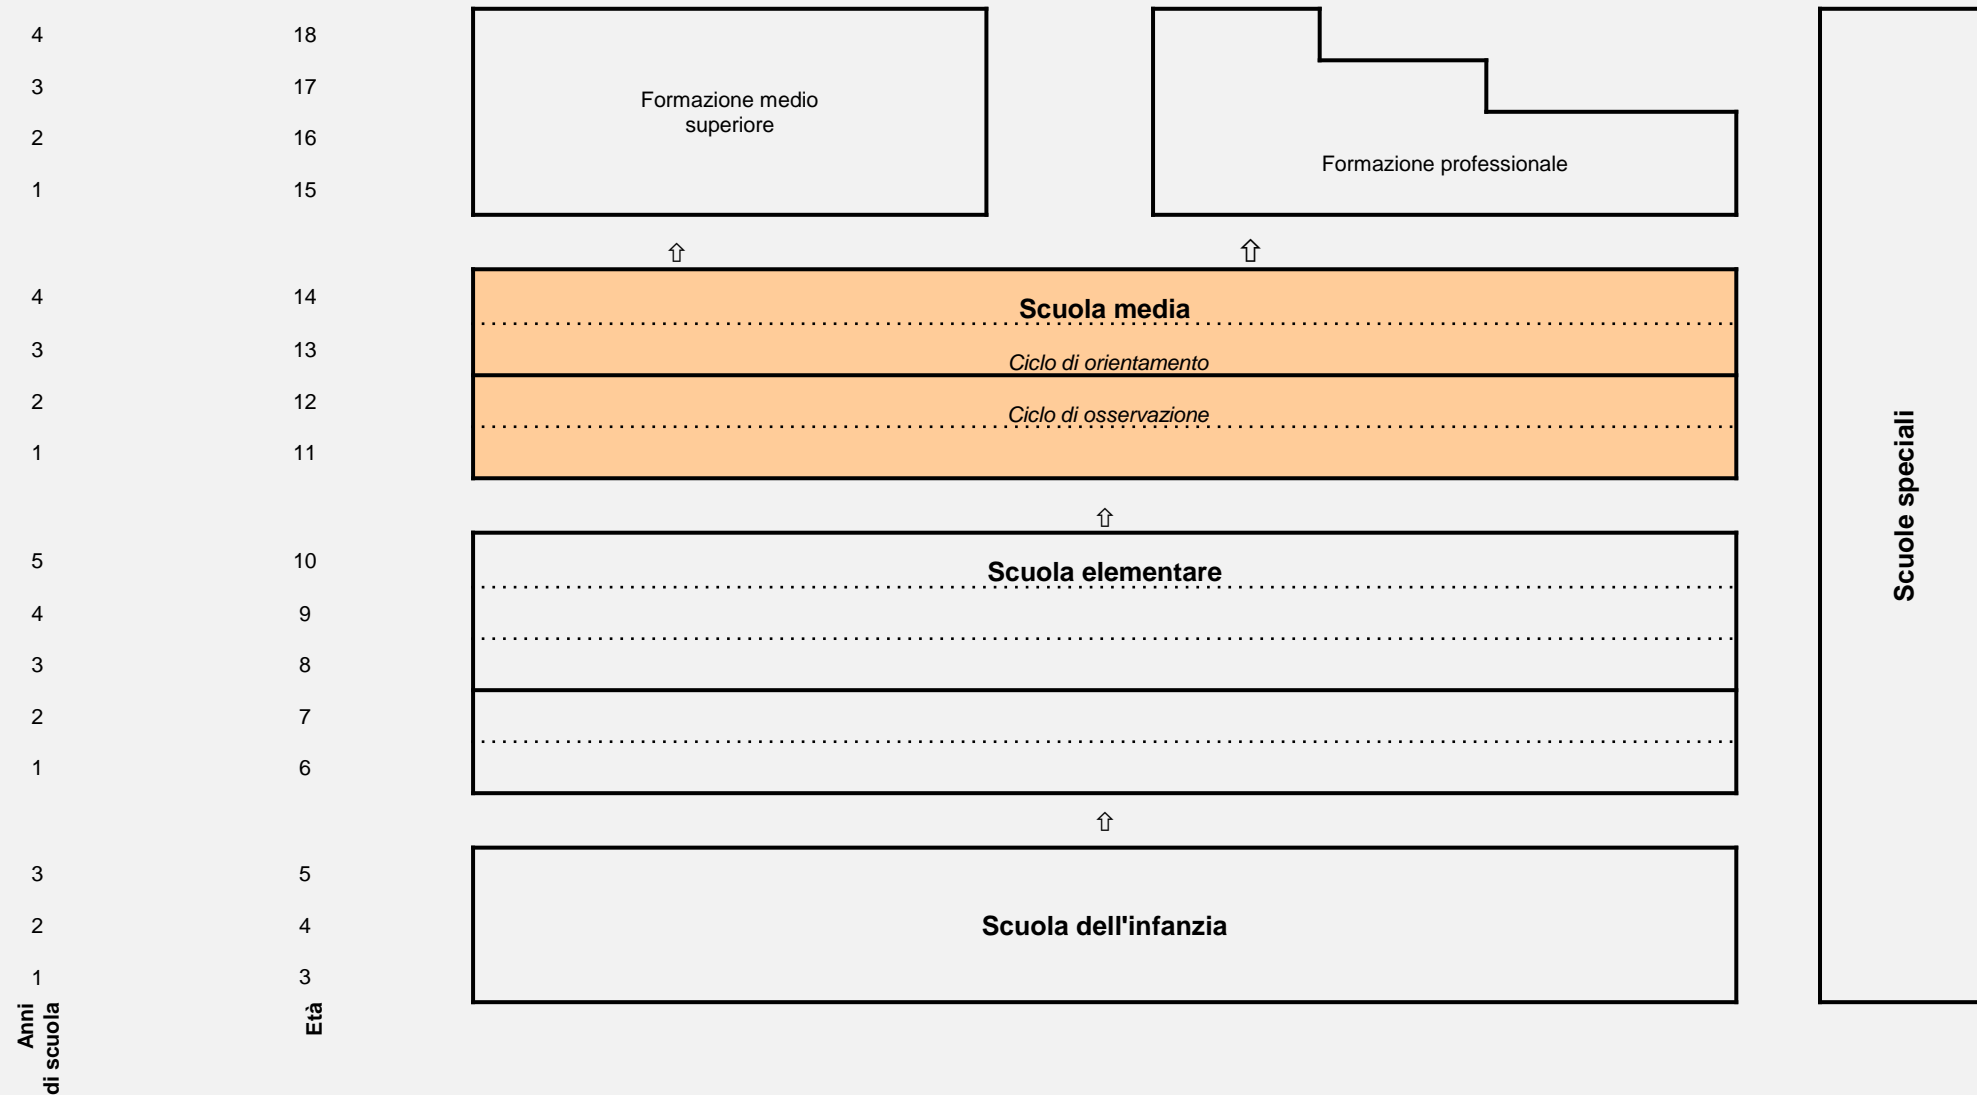 4 18
3 17
Formazione medio
superiore
2 16
Formazione professionale
1 15
⇧ ⇧
4 14
Scuola media
3 13
Ciclo di orientamento
2 12
Ciclo di osservazione
1 11
⇧
5 10
Scuola elementare
4 9
3 8
2 7
1 6
⇧
3 5
2 4
Scuola dell'infanzia
1 3
Anni
di scuola
Età
Scuole speciali